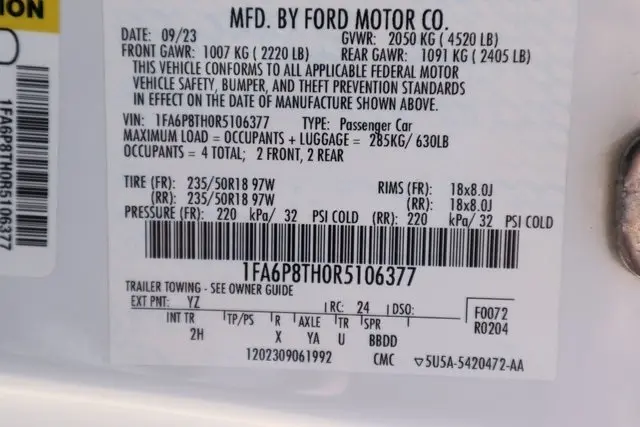 MFD. BY FORD MOTOR CO.
DATE: 09/23 GVWR: 2050 KG ( 4520 LB)
FRONT GAWR: 1007 KG ( 2220 LB) REAR GAWR: 1091 KG ( 2405 LB)
THIS VEHICLE CONFORMS TO ALL APPLICABLE FEDERAL MOTOR
VEHICLE SAFETY, BUMPER, AND THEFT PREVENTION STANDARDS
IN EFFECT ON THE DATE OF MANUFACTURE SHOWN ABOVE.
VIN: 1FA6P8TH0R5106377 TYPE: Passenger Car
MAXIMUM LOAD = OCCUPANTS + LUGGAGE = 285KG/ 630LB
OCCUPANTS = 4 TOTAL; 2 FRONT, 2 REAR
TIRE (FR): 235/50R18 97W RIMS (FR): 18x8.0J
(RR): 235/50R18 97W (RR): 18x8.0J
PRESSURE (FR): 220 kPa/ 32 PSI COLD (RR): 220 kPa/ 32 PSI COLD
1FA6P8TH0R5106377
TRAILER TOWING - SEE OWNER GUIDE
EXT PNT: YZ RC: 24 DSO: F0072
INT TR TP/PS R AXLE TR SPR R0204
2H X YA U BBDD
1202309061992 CMC ▽5U5A-5420472-AA
1FA6P8TH0R5106377